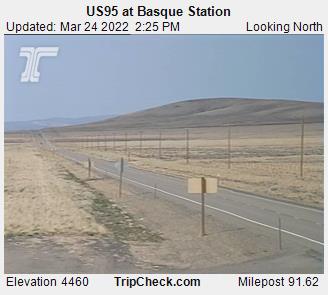 US95 at Basque Station
Updated: Mar 24 2022 2:25 PM Looking North
Elevation 4460 TripCheck.com Milepost 91.62